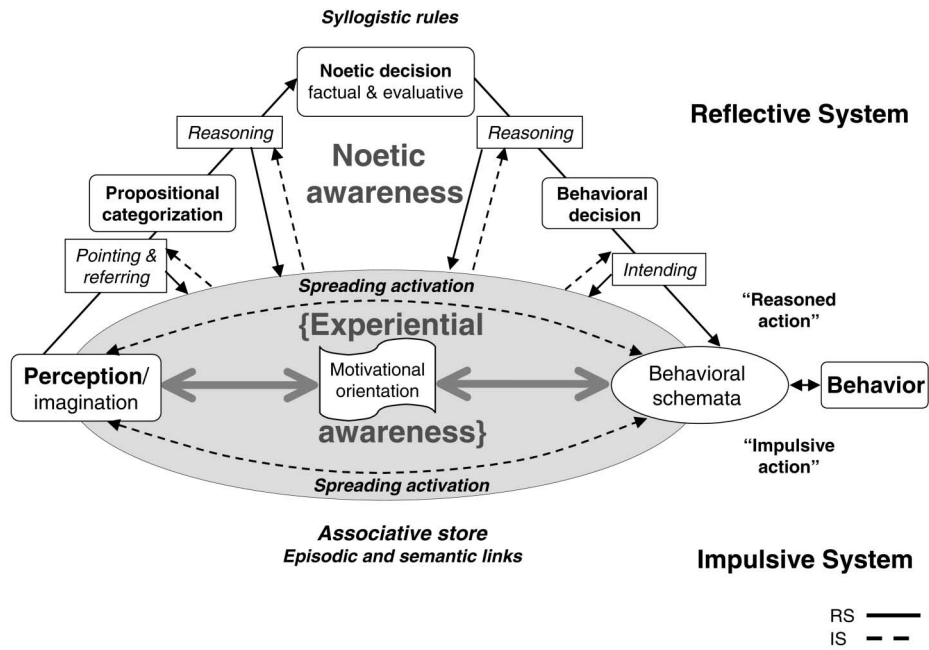 Syllogistic rules
Noetic decision
factual & evaluative
Reflective System
Reasoning
Reasoning
Noetic
awareness
Propositional
categorization
Behavioral
decision
Pointing &
referring
Intending
Spreading activation
“Reasoned
action”
{Experiential
Perception/
imagination
Motivational
orientation
Behavioral
schemata
Behavior
awareness}
“Impulsive
action”
Spreading activation
Associative store
Episodic and semantic links
Impulsive System
RS
IS